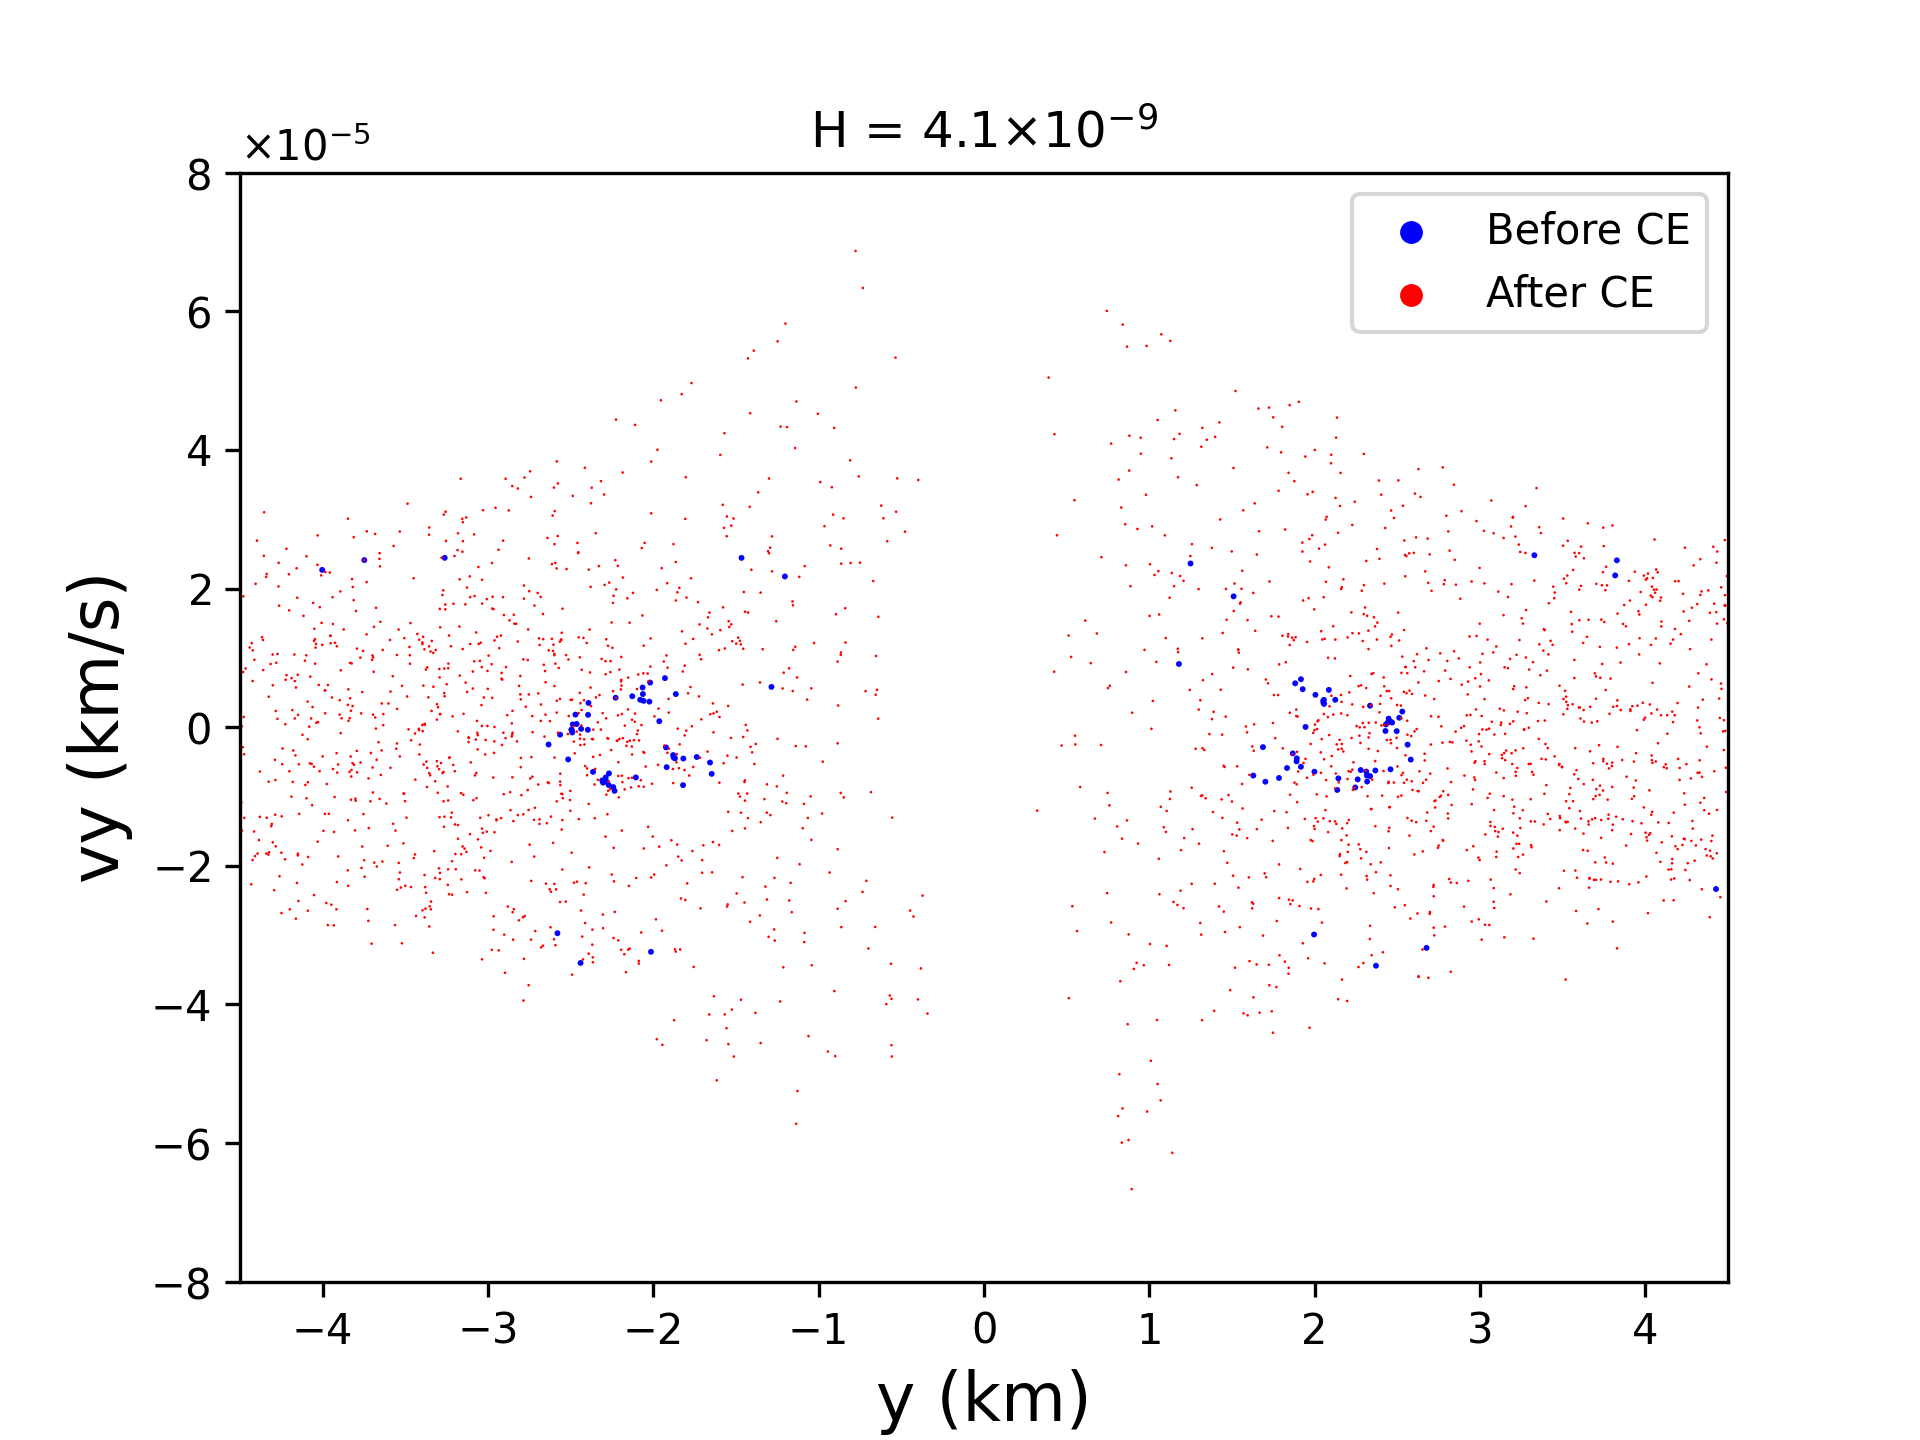 H = 4.1×10⁻⁹
×10⁻⁵
8
6
4
2
0
−2
−4
−6
−8
vy (km/s)
Before CE
After CE
−4 −3 −2 −1 0 1 2 3 4
y (km)